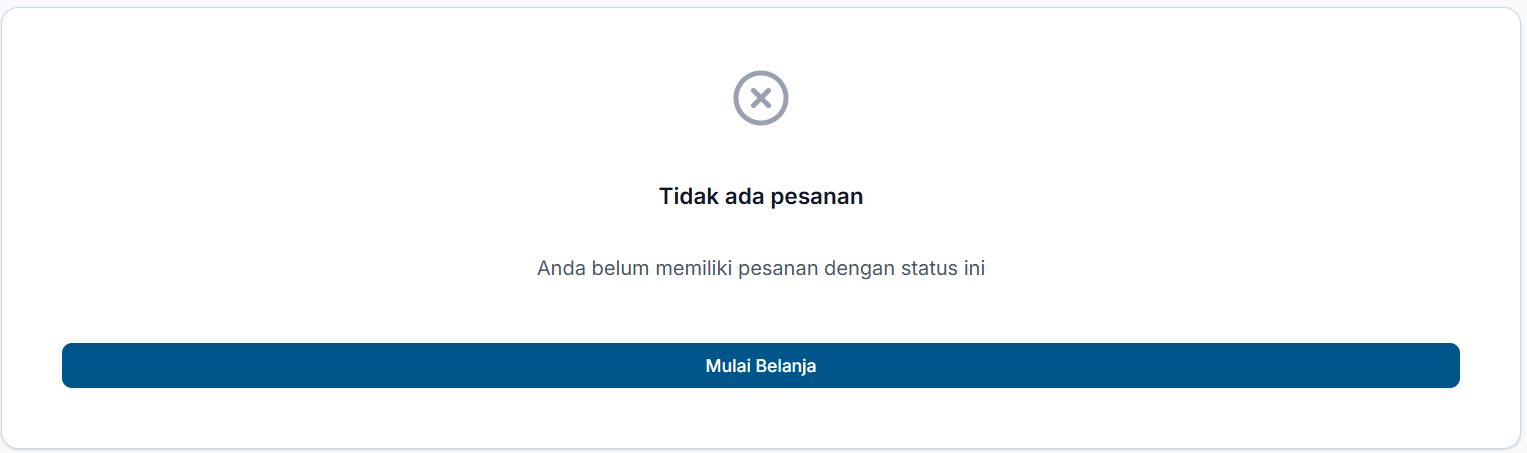 Tidak ada pesanan
Anda belum memiliki pesanan dengan status ini
Mulai Belanja